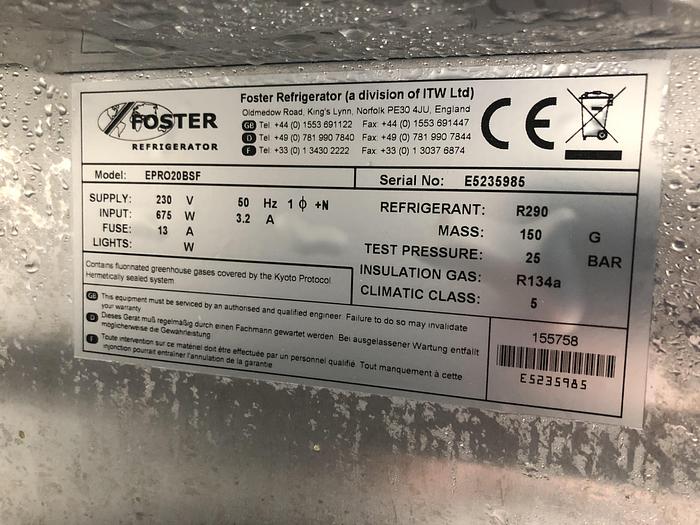 FOSTER
REFRIGERATOR
Foster Refrigerator (a division of ITW Ltd)
Oldmedow Road, King's Lynn, Norfolk PE30 4JU, England
GB Tel +44 (0) 1553 691122 Fax +44 (0) 1553 691447
D Tel +49 (0) 781 990 7840 Fax +49 (0) 781 990 7844
F Tel +33 (0) 1 3430 2222 Fax +33 (0) 1 3037 6874
CE
Model: EPRO20BSF
Serial No: E5235985
SUPPLY: 230 V 50 Hz 1 ϕ +N
INPUT: 675 W 3.2 A
FUSE: 13 A
LIGHTS: W
REFRIGERANT: R290
MASS: 150 G
TEST PRESSURE: 25 BAR
INSULATION GAS: R134a
CLIMATIC CLASS: 5
Contains fluorinated greenhouse gases covered by the Kyoto Protocol
Hermetically sealed system
GB This equipment must be serviced by an authorised and qualified engineer. Failure to do so may invalidate
your warranty
D Dieses Gerät muß regelmäßig durch einen Fachmann gewartet werden. Bei ausgelassener Wartung entfällt
möglicherweise die Gewährleistung
F Toute intervention sur ce matériel doit être effectuée par un personnel qualifié. Tout manquement à cette
injonction pourrait entraîner l'annulation de la garantie
155758
E5235985